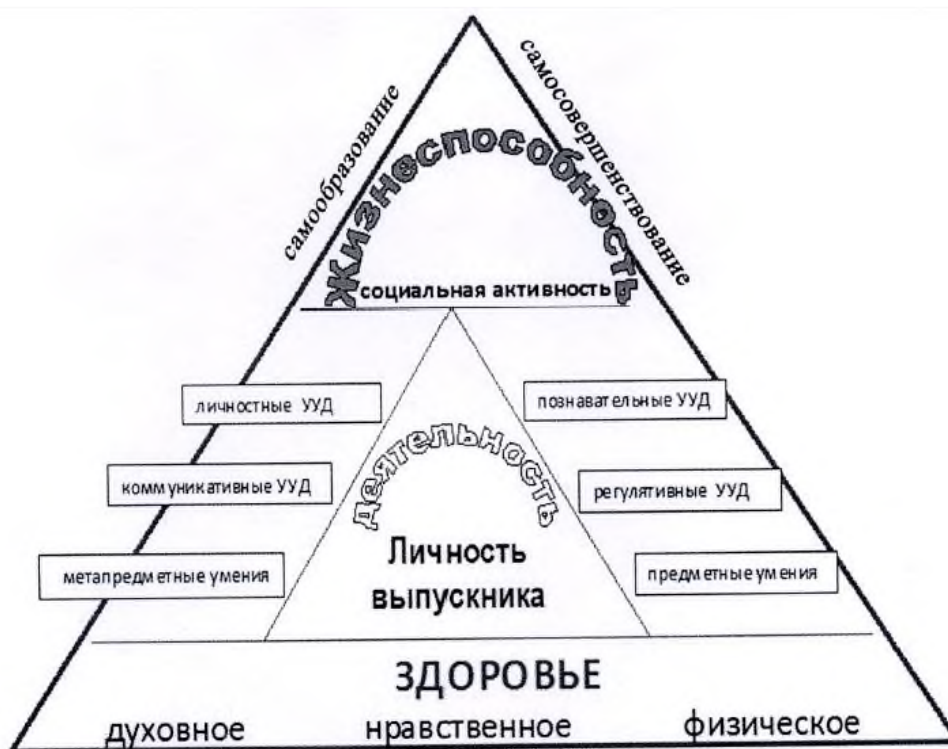 самообразование
самосовершенствование
Жизнеспособность
социальная активность
личностные УУД
познавательные УУД
деятельность
коммуникативные УУД
регулятивные УУД
Личность
выпускника
метапредметные умения
предметные умения
ЗДОРОВЬЕ
духовное нравственное физическое